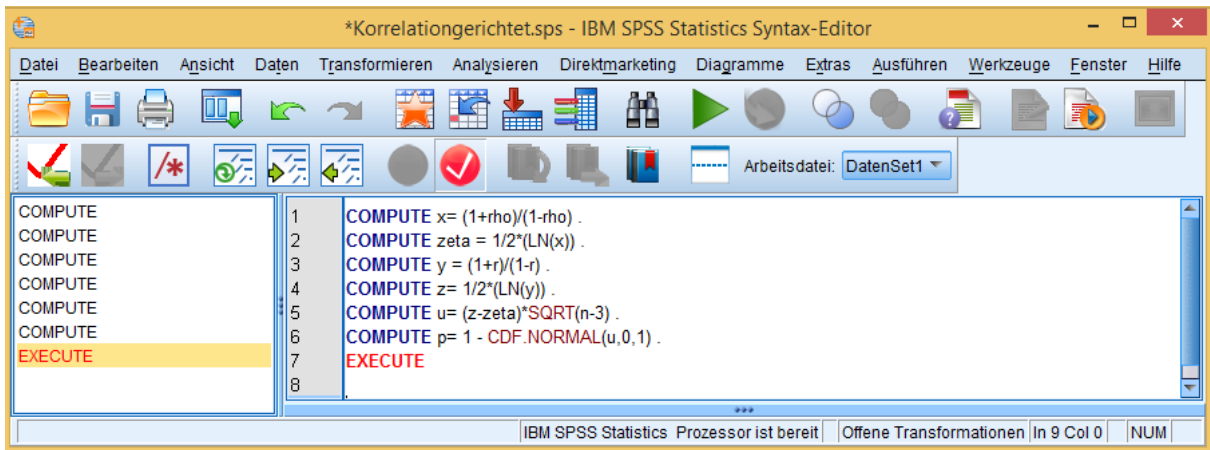 *Korrelationgerichtet.sps - IBM SPSS Statistics Syntax-Editor
Datei Bearbeiten Ansicht Daten Transformieren Analysieren Direktmarketing Diagramme Extras Ausführen Werkzeuge Fenster Hilfe
/*
Arbeitsdatei: DatenSet1
COMPUTE
COMPUTE
COMPUTE
COMPUTE
COMPUTE
COMPUTE
EXECUTE
1 COMPUTE x= (1+rho)/(1-rho) .
2 COMPUTE zeta = 1/2*(LN(x)) .
3 COMPUTE y = (1+r)/(1-r) .
4 COMPUTE z= 1/2*(LN(y)) .
5 COMPUTE u= (z-zeta)*SQRT(n-3) .
6 COMPUTE p= 1 - CDF.NORMAL(u,0,1) .
7 EXECUTE
8
.
IBM SPSS Statistics Prozessor ist bereit Offene Transformationen In 9 Col 0 NUM